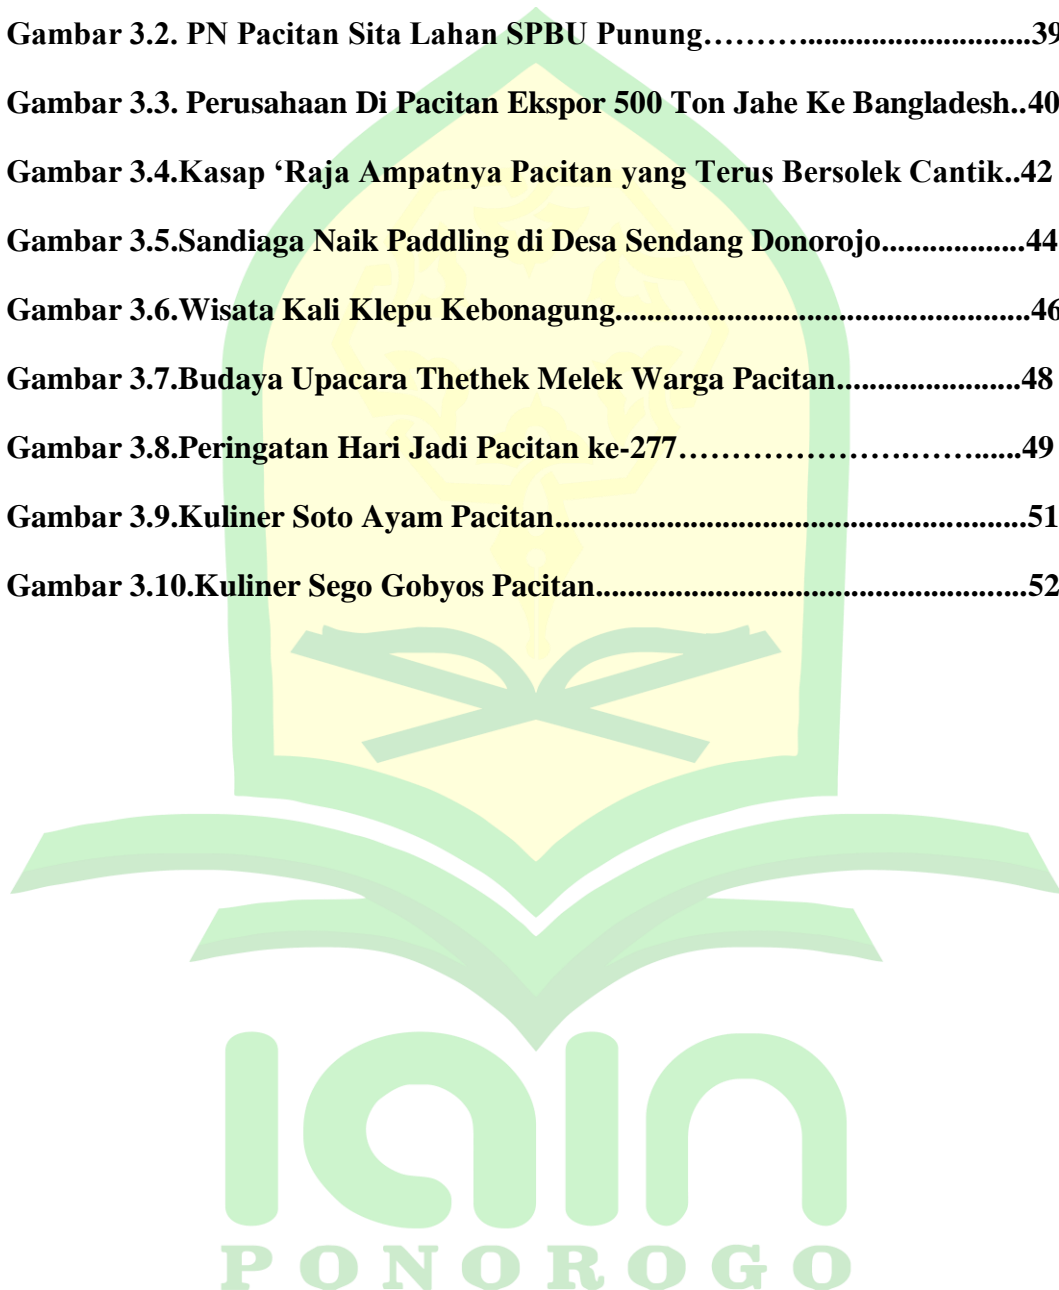 Gambar 3.2. PN Pacitan Sita Lahan SPBU Punung………............................39
Gambar 3.3. Perusahaan Di Pacitan Ekspor 500 Ton Jahe Ke Bangladesh..40
Gambar 3.4.Kasap ‘Raja Ampatnya Pacitan yang Terus Bersolek Cantik..42
Gambar 3.5.Sandiaga Naik Paddling di Desa Sendang Donorojo..................44
Gambar 3.6.Wisata Kali Klepu Kebonagung....................................................46
Gambar 3.7.Budaya Upacara Thethek Melek Warga Pacitan.......................48
Gambar 3.8.Peringatan Hari Jadi Pacitan ke-277………………….…….......49
Gambar 3.9.Kuliner Soto Ayam Pacitan...........................................................51
Gambar 3.10.Kuliner Sego Gobyos Pacitan......................................................52
iain
PONOROGO